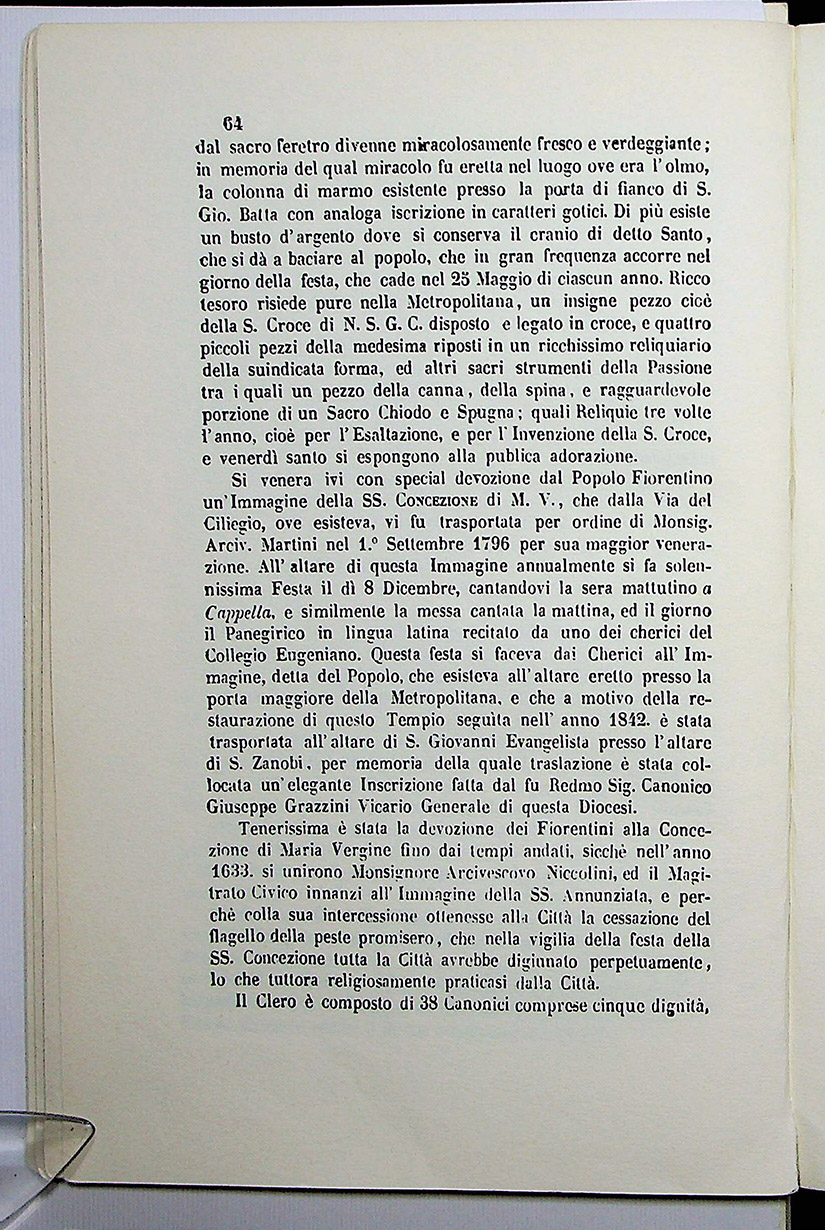 64
dal sacro feretro divenne miracolosamente fresco e verdeggiante ;
in memoria del qual miracolo fu eretta nel luogo ove era l'olmo,
la colonna di marmo esistente presso la porta di fianco di S.
Gio. Batta con analoga iscrizione in caratteri gotici. Di più esiste
un busto d'argento dove si conserva il cranio di detto Santo,
che si dà a baciare al popolo, che in gran frequenza accorre nel
giorno della festa, che cade nel 25 Maggio di ciascun anno. Ricco
tesoro risiede pure nella Metropolitana, un insigne pezzo cioè
della S. Croce di N. S. G. C. disposto e legato in croce, e quattro
piccoli pezzi della medesima riposti in un ricchissimo reliquiario
della suindicata forma, ed altri sacri strumenti della Passione
tra i quali un pezzo della canna, della spina, e ragguardevole
porzione di un Sacro Chiodo e Spugna; quali Reliquie tre volte
l'anno, cioè per l'Esaltazione, e per l'Invenzione della S. Croce,
e venerdì santo si espongono alla publica adorazione.
Si venera ivi con special devozione dal Popolo Fiorentino
un'Immagine della SS. CONCEZIONE di M. V., che dalla Via del
Ciliegio, ove esisteva, vi fu trasportata per ordine di Monsig.
Arciv. Martini nel 1.º Settembre 1796 per sua maggior venera-
zione. All'altare di questa Immagine annualmente si fa solen-
nissima Festa il dì 8 Dicembre, cantandovi la sera mattutino a
Cappella, e similmente la messa cantata la mattina, ed il giorno
il Panegirico in lingua latina recitato da uno dei cherici del
Collegio Eugeniano. Questa festa si faceva dai Cherici all'Im-
magine, detta del Popolo, che esisteva all'altare eretto presso la
porta maggiore della Metropolitana, e che a motivo della re-
staurazione di questo Tempio seguìta nell'anno 1842. è stata
trasportata all'altare di S. Giovanni Evangelista presso l'altare
di S. Zanobi, per memoria della quale traslazione è stata col-
locata un'elegante Inscrizione fatta dal fu Redmo Sig. Canonico
Giuseppe Grazzini Vicario Generale di questa Diocesi.
Tenerissima è stata la devozione dei Fiorentini alla Conce-
zione di Maria Vergine fino dai tempi andati, sicchè nell'anno
1633. si unirono Monsignore Arcivescovo Niccolini, ed il Magi-
trato Civico innanzi all'Immagine della SS. Annunziata, e per-
chè colla sua intercessione ottenesse alla Città la cessazione del
flagello della peste promisero, che nella vigilia della festa della
SS. Concezione tutta la Città avrebbe digiunato perpetuamente,
lo che tuttora religiosamente praticasi dalla Città.
Il Clero è composto di 38 Canonici comprese cinque dignità,